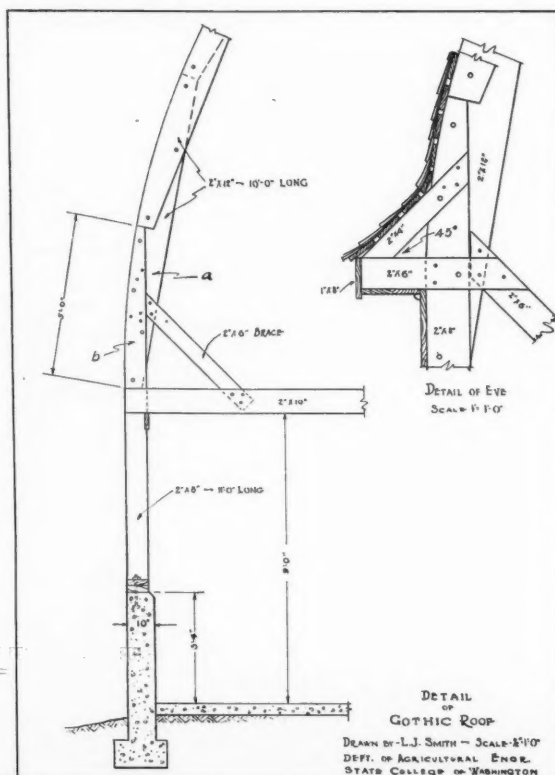 2"X12" — 10'-0" LONG
a
5'-0"
b
2"X6" BRACE
2"X10"
2"X8" — 11'-0" LONG
9'-0"
3'-4"
10"
2"X12"
2"X4"
45°
2"X6"
1"X8"
2"X6"
2"X8"
DETAIL OF EVE
SCALE 1"=1'-0"
DETAIL
OF
GOTHIC ROOF
DRAWN BY-L.J. SMITH — SCALE-½"=1'-0"
DEPT. OF AGRICULTURAL ENGR.
STATE COLLEGE OF WASHINGTON